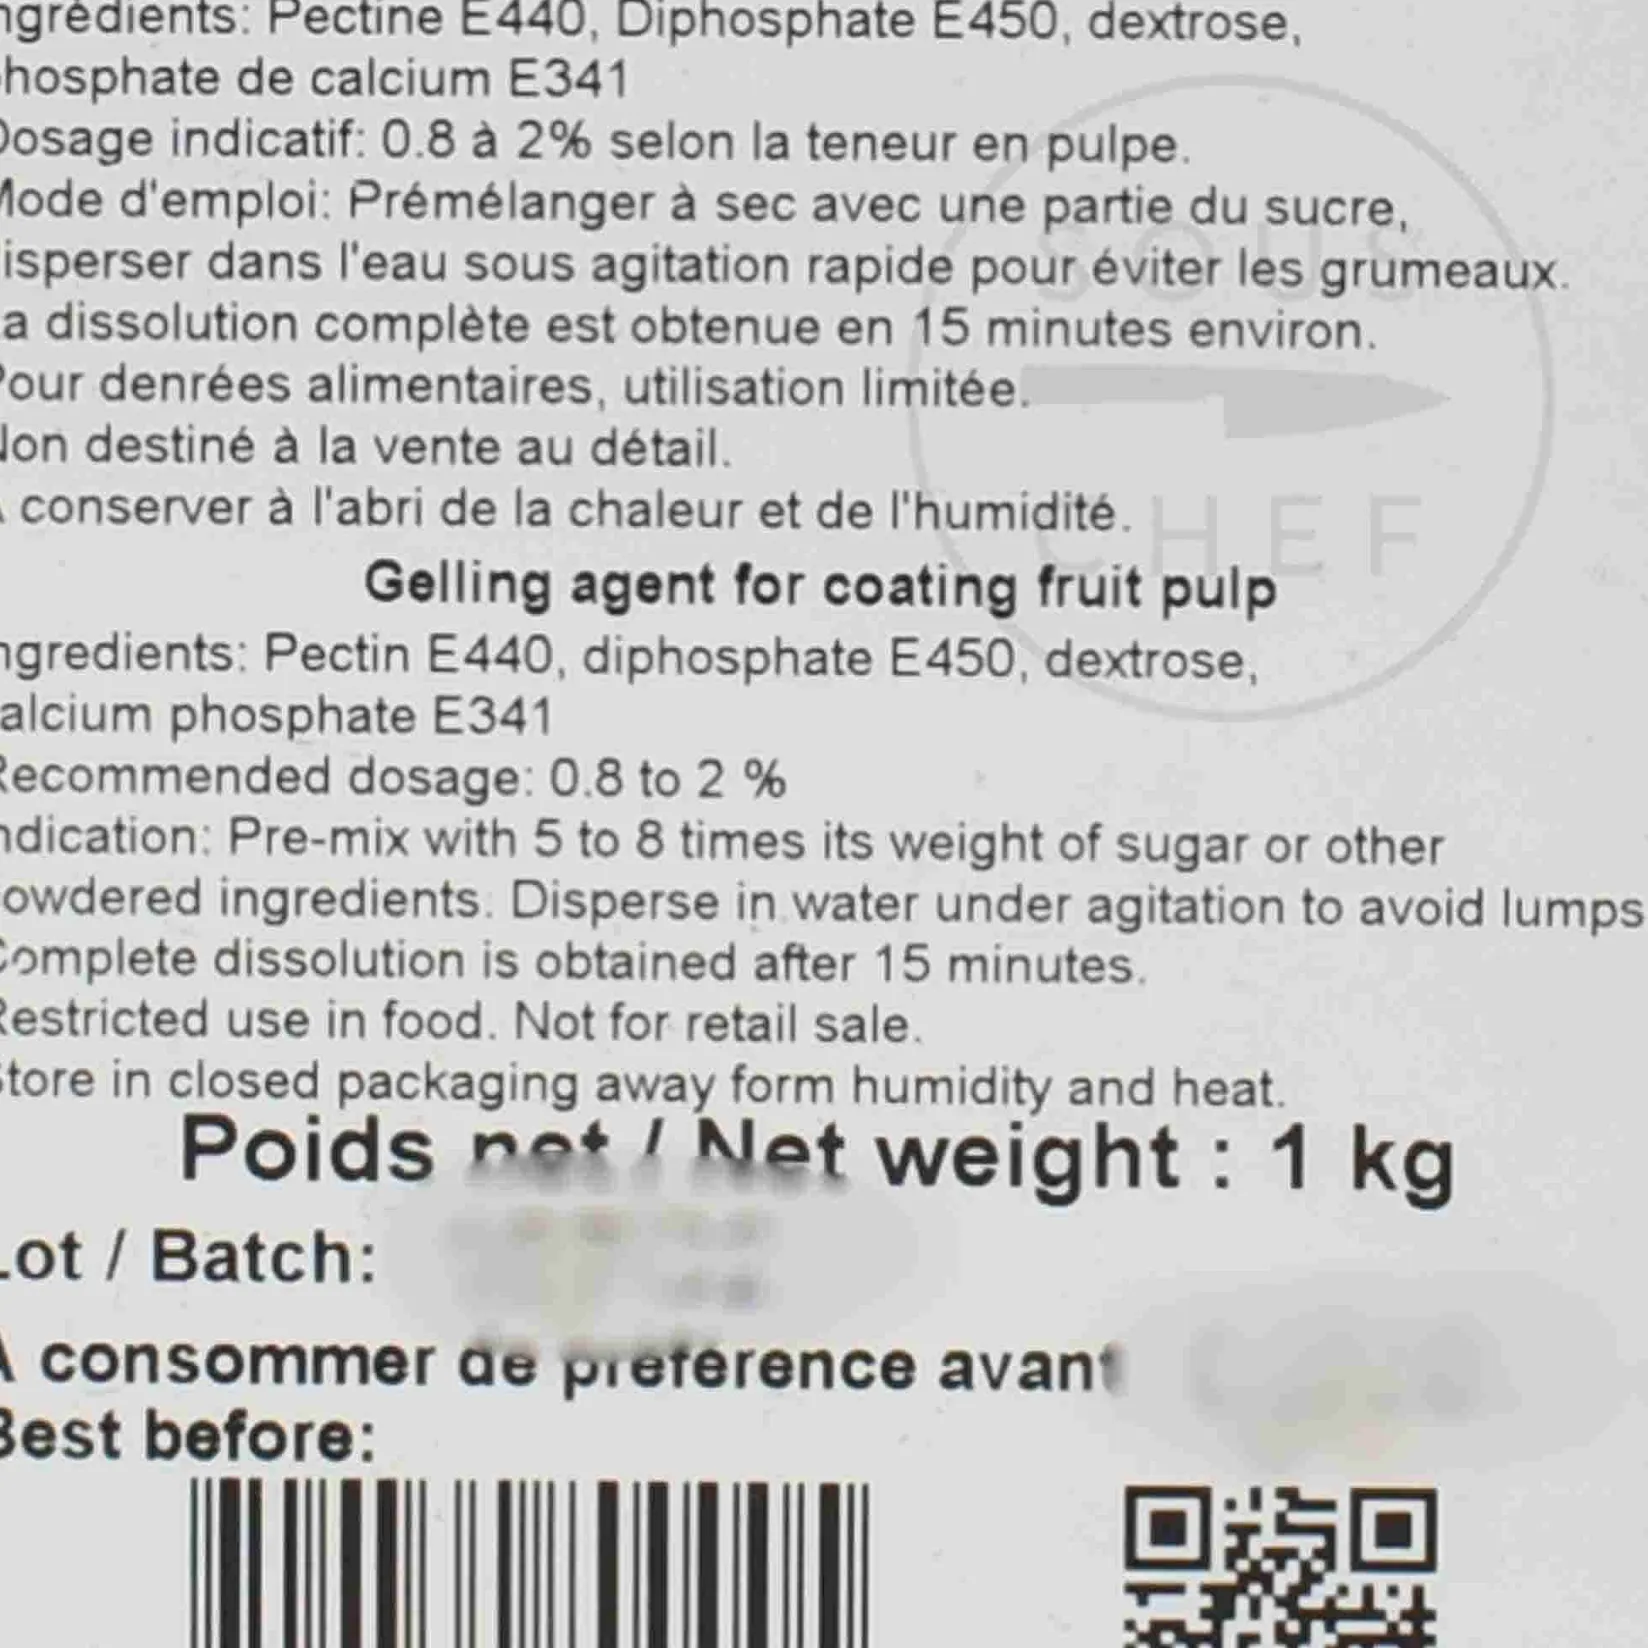 ngrédients: Pectine E440, Diphosphate E450, dextrose,
hosphate de calcium E341
Dosage indicatif: 0.8 à 2% selon la teneur en pulpe.
Mode d'emploi: Prémélanger à sec avec une partie du sucre,
isperser dans l'eau sous agitation rapide pour éviter les grumeaux.
a dissolution complète est obtenue en 15 minutes environ.
Pour denrées alimentaires, utilisation limitée.
Non destiné à la vente au détail.
A conserver à l'abri de la chaleur et de l'humidité.
SOUS
CHEF
Gelling agent for coating fruit pulp
ngredients: Pectin E440, diphosphate E450, dextrose,
alcium phosphate E341
Recommended dosage: 0.8 to 2 %
ndication: Pre-mix with 5 to 8 times its weight of sugar or other
owdered ingredients. Disperse in water under agitation to avoid lumps
Complete dissolution is obtained after 15 minutes.
Restricted use in food. Not for retail sale.
Store in closed packaging away form humidity and heat.
Poids net / Net weight : 1 kg
Lot / Batch:
A consommer de préférence avant
Best before: